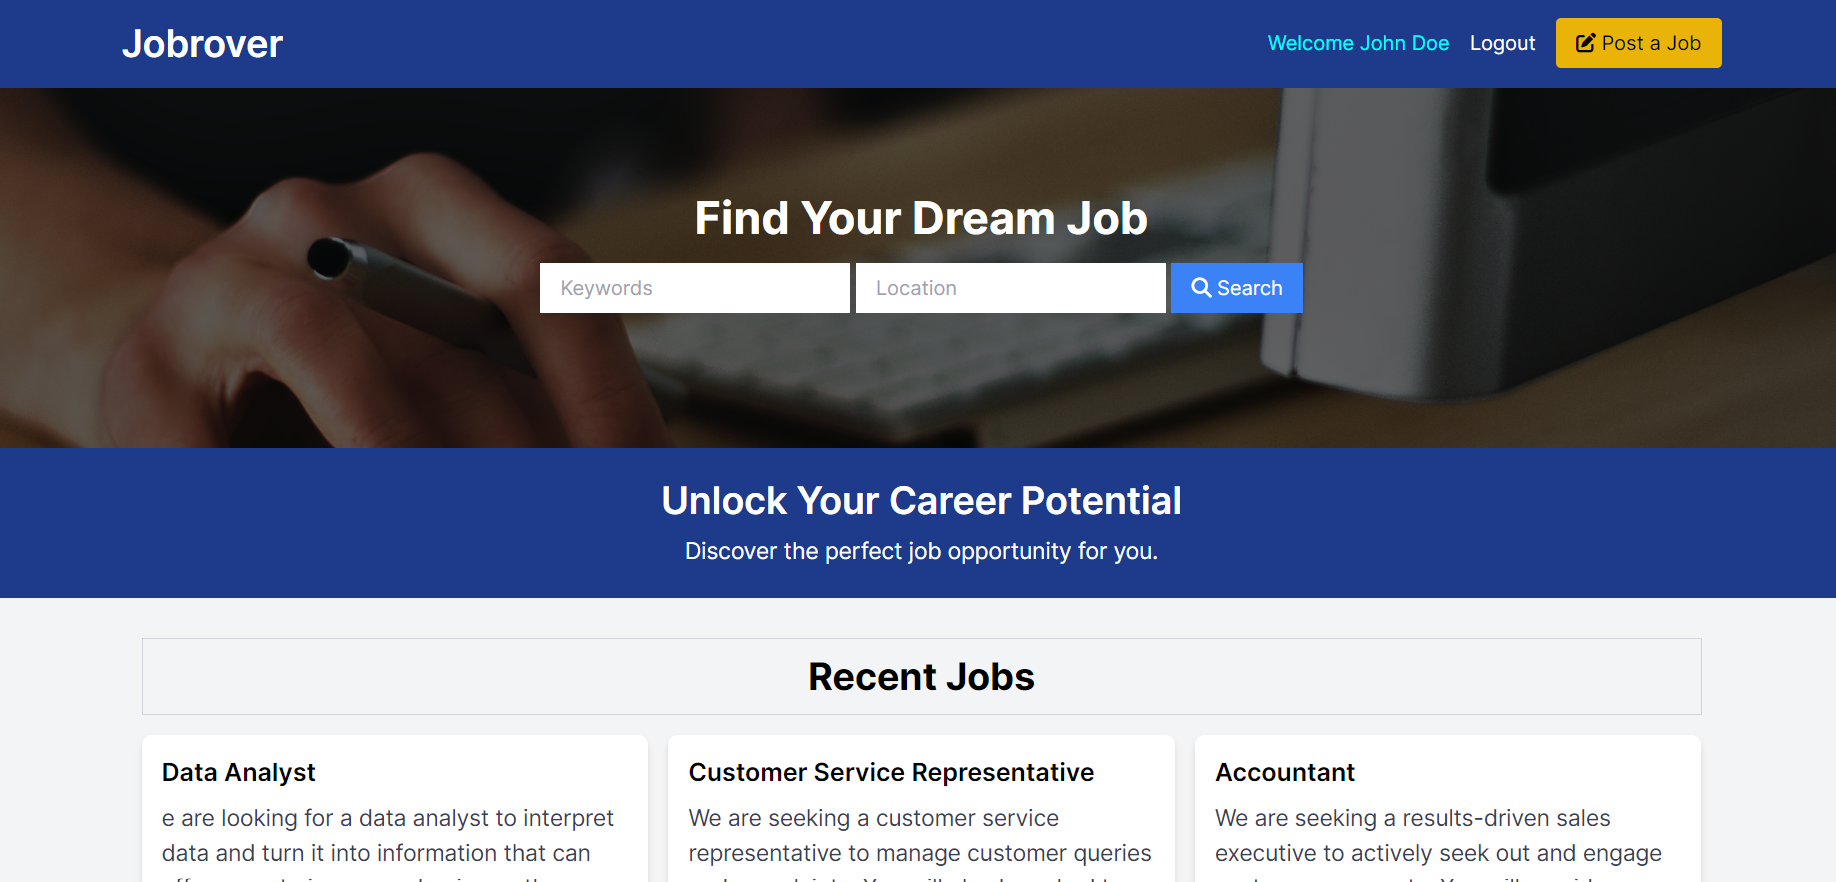 Jobrover
Welcome John Doe
Logout
Post a Job
Find Your Dream Job
Keywords
Location
Search
Unlock Your Career Potential
Discover the perfect job opportunity for you.
Recent Jobs
Data Analyst
e are looking for a data analyst to interpret
data and turn it into information that can
Customer Service Representative
We are seeking a customer service
representative to manage customer queries
Accountant
We are seeking a results-driven sales
executive to actively seek out and engage